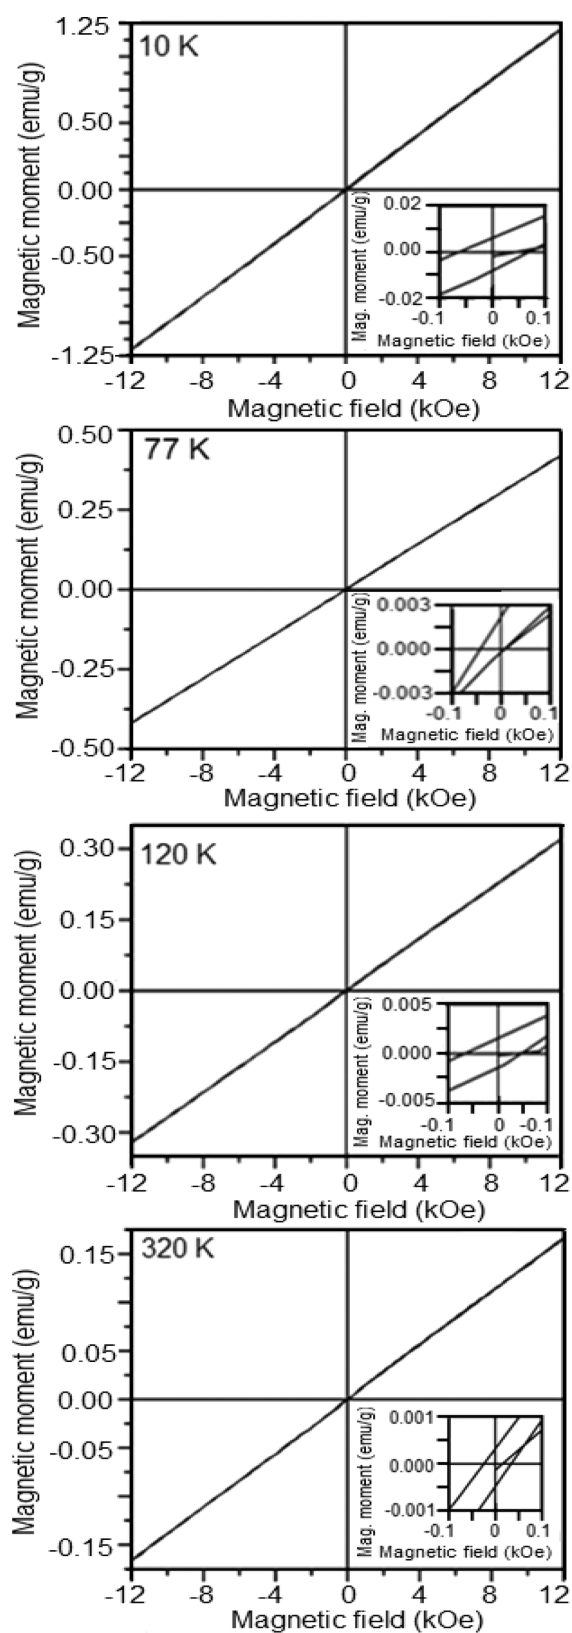 1.25
10 K
0.50
0.00
-0.50
-1.25
Magnetic moment (emu/g)
0.02
0.00
-0.02
Mag. moment (emu/g)
-0.1 0 0.1
Magnetic field (kOe)
-12 -8 -4 0 4 8 12
Magnetic field (kOe)
0.50
77 K
0.25
0.00
-0.25
-0.50
Magnetic moment (emu/g)
0.003
0.000
-0.003
Mag. moment (emu/g)
-0.1 0 0.1
Magnetic field (kOe)
-12 -8 -4 0 4 8 12
Magnetic field (kOe)
0.30
120 K
0.15
0.00
-0.15
-0.30
Magnetic moment (emu/g)
0.005
0.000
-0.005
Mag. moment (emu/g)
-0.1 0 -0.1
Magnetic field (kOe)
-12 -8 -4 0 4 8 12
Magnetic field (kOe)
0.15
320 K
0.05
0.00
-0.05
-0.15
Magnetic moment (emu/g)
0.001
0.000
-0.001
Mag. moment (emu/g)
-0.1 0 0.1
Magnetic field (kOe)
-12 -8 -4 0 4 8 12
Magnetic field (kOe)